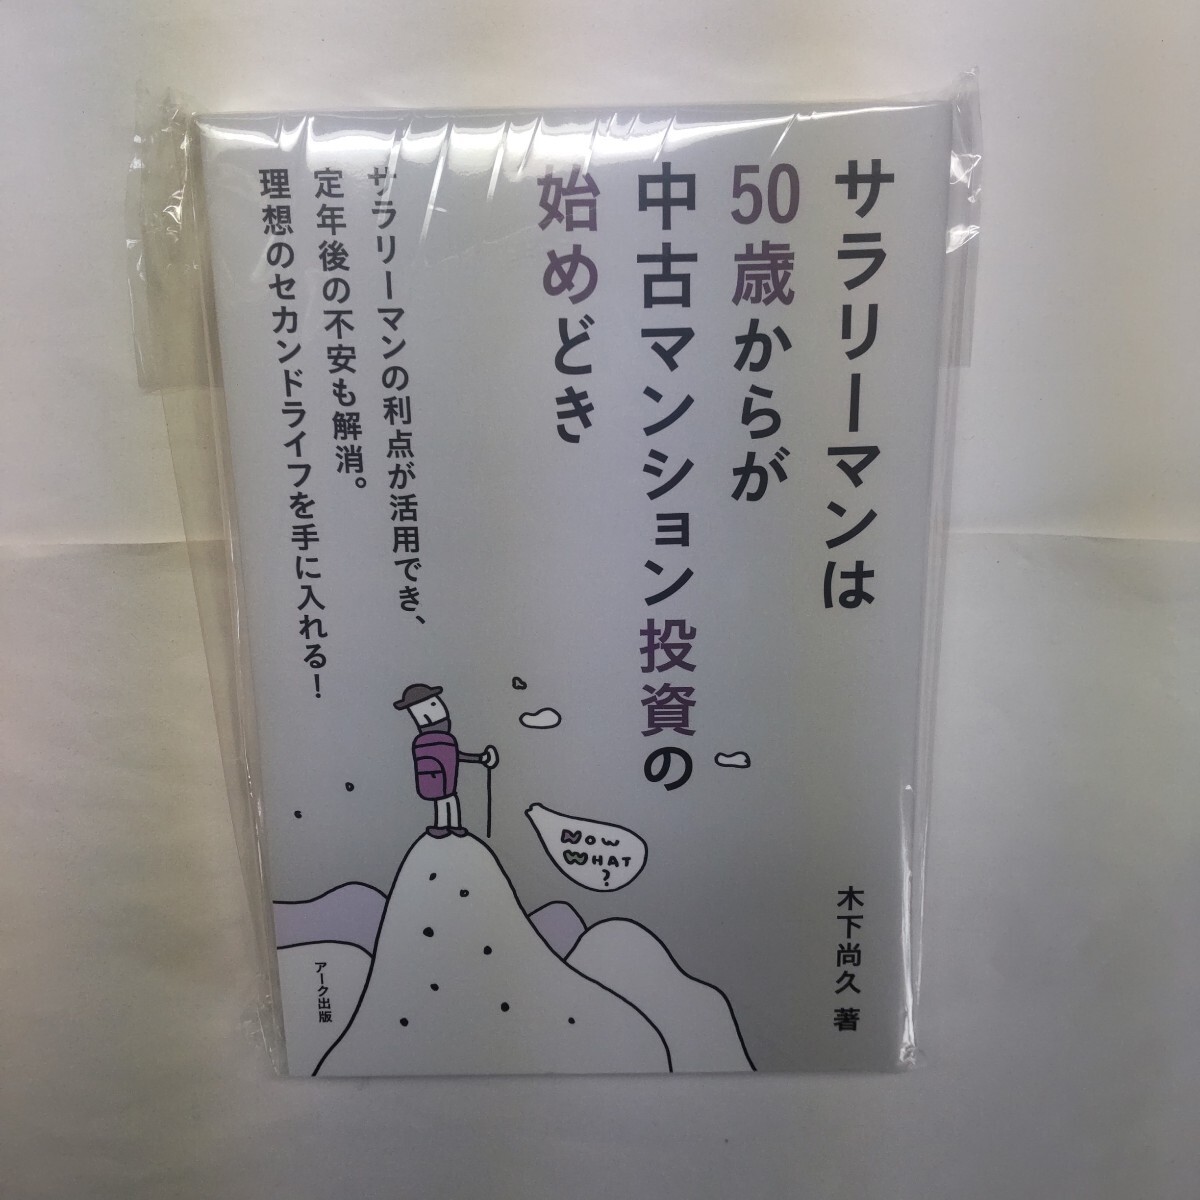 サラリーマンは
50歳からが
中古マンション投資の
始めどき
サラリーマンの利点が活用でき、
定年後の不安も解消。
理想のセカンドライフを手に入れる！
NOW
WHAT
?
木下尚久 著
アーク出版